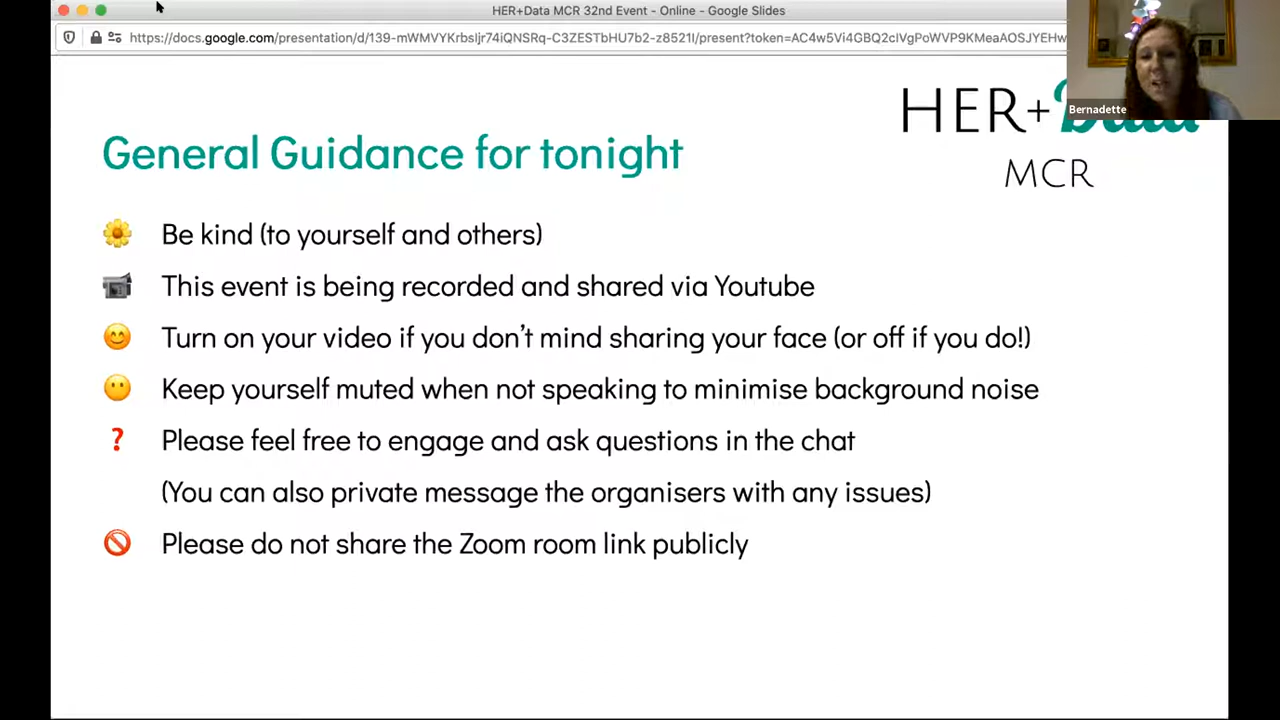 HER+Data MCR 32nd Event - Online - Google Slides
https://docs.google.com/presentation/d/139-mWMVYKrbsIjr74iQNSRq-C3ZESTbHU7b2-z8521I/present?token=AC4w5Vi4GBQ2cIVgPoWVP9KMeaAOSJYEHw
Bernadette
HER+Data
MCR
General Guidance for tonight
Be kind (to yourself and others)
This event is being recorded and shared via Youtube
Turn on your video if you don't mind sharing your face (or off if you do!)
Keep yourself muted when not speaking to minimise background noise
❓ Please feel free to engage and ask questions in the chat
(You can also private message the organisers with any issues)
Please do not share the Zoom room link publicly